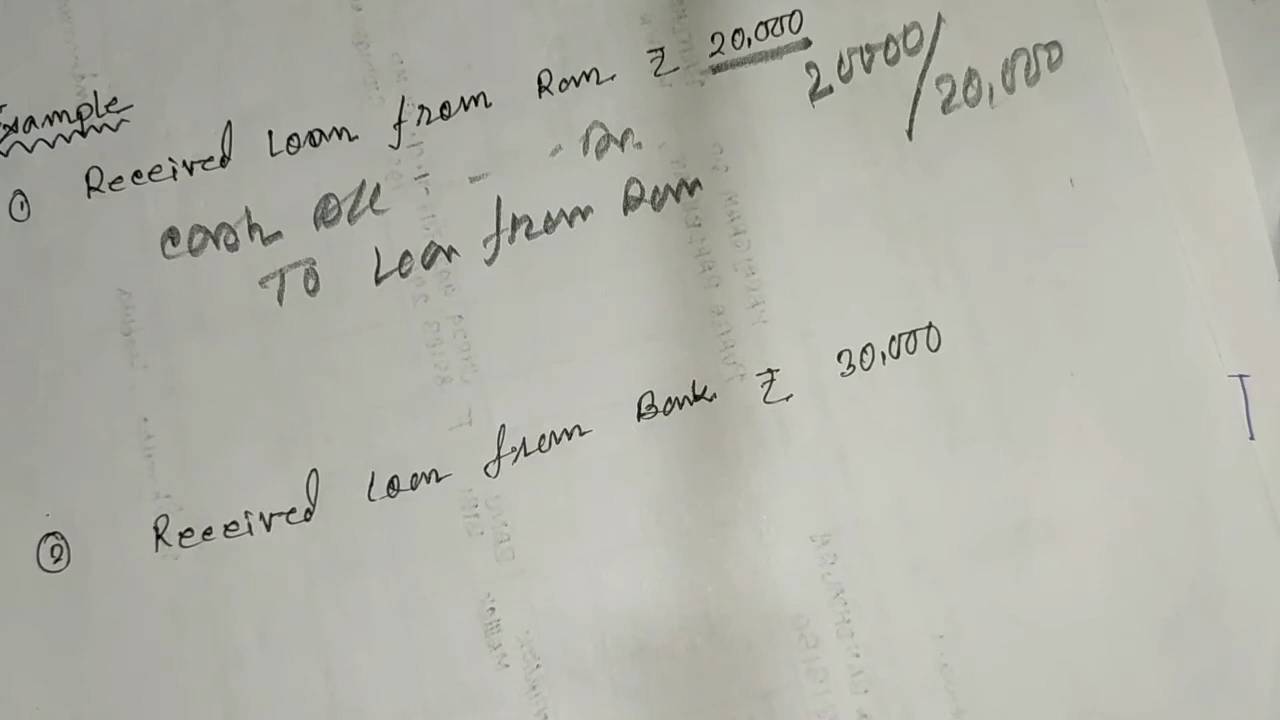 Example
① Received Loan from Ram ₹ 20,000
Cash A/c - - Dr. 20000/20,000
To Loan from Ram
② Received Loan from Bank ₹ 30,000